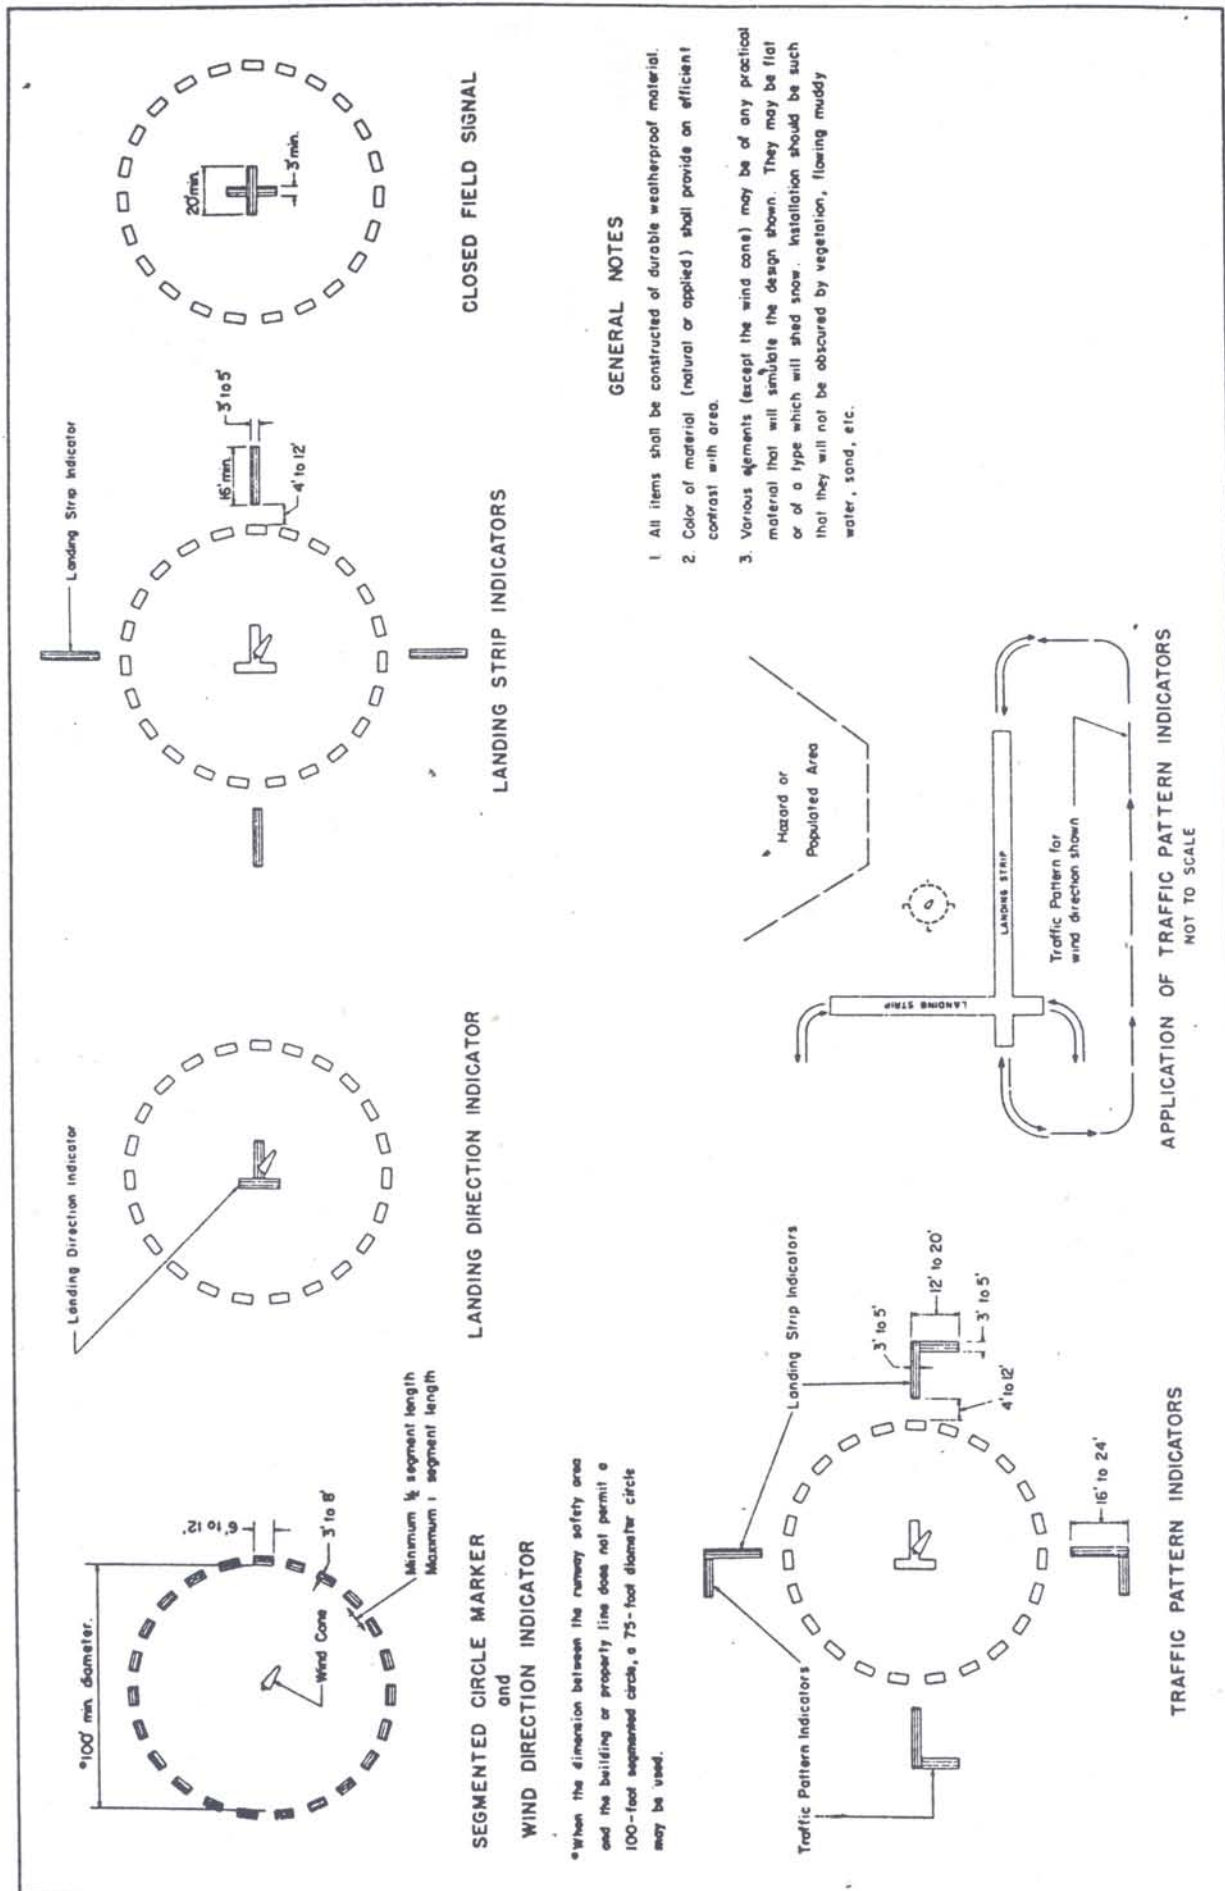 *100' min. diameter.
6' to 12'
3' to 8'
Wind Cone
Minimum ½ segment length
Maximum 1 segment length
SEGMENTED CIRCLE MARKER
and
WIND DIRECTION INDICATOR
*When the dimension between the runway safety area
and the building or property line does not permit a
100-foot segmented circle, a 75-foot diameter circle
may be used.
Landing Direction Indicator
LANDING DIRECTION INDICATOR
Landing Strip Indicator
16' min.
3' to 5'
4' to 12'
LANDING STRIP INDICATORS
20' min.
3' min.
CLOSED FIELD SIGNAL
Traffic Pattern Indicators
Landing Strip Indicators
3' to 5'
12' to 20'
3' to 5'
4' to 12'
16' to 24'
TRAFFIC PATTERN INDICATORS
Hazard or
Populated Area
LANDING STRIP
LANDING STRIP
Traffic Pattern for
wind direction shown
APPLICATION OF TRAFFIC PATTERN INDICATORS
NOT TO SCALE
GENERAL NOTES
1 All items shall be constructed of durable weatherproof material.
2. Color of material (natural or applied) shall provide an efficient
contrast with area.
3. Various elements (except the wind cone) may be of any practical
material that will simulate the design shown. They may be flat
or of a type which will shed snow. Installation should be such
that they will not be obscured by vegetation, flowing muddy
water, sand, etc.